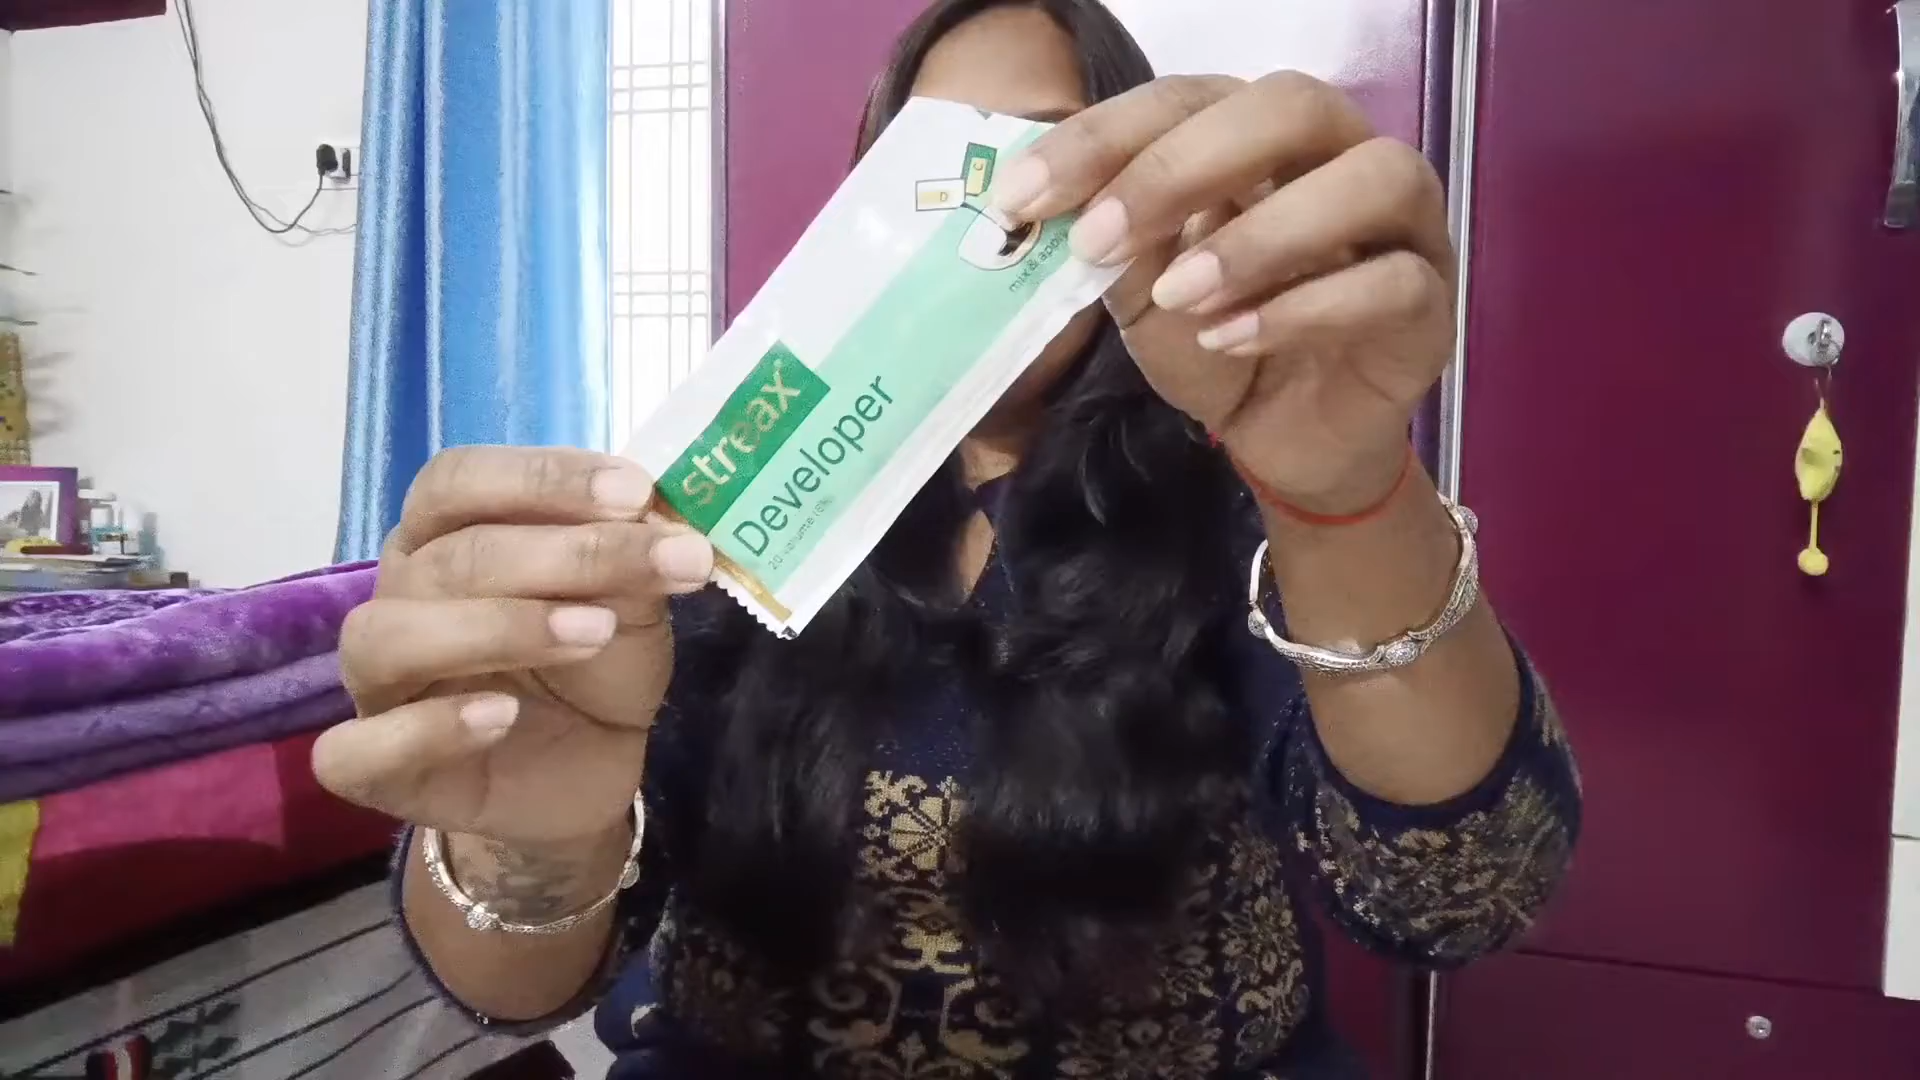 streax
Developer
20 volume (6%)
mix & apply
D
C